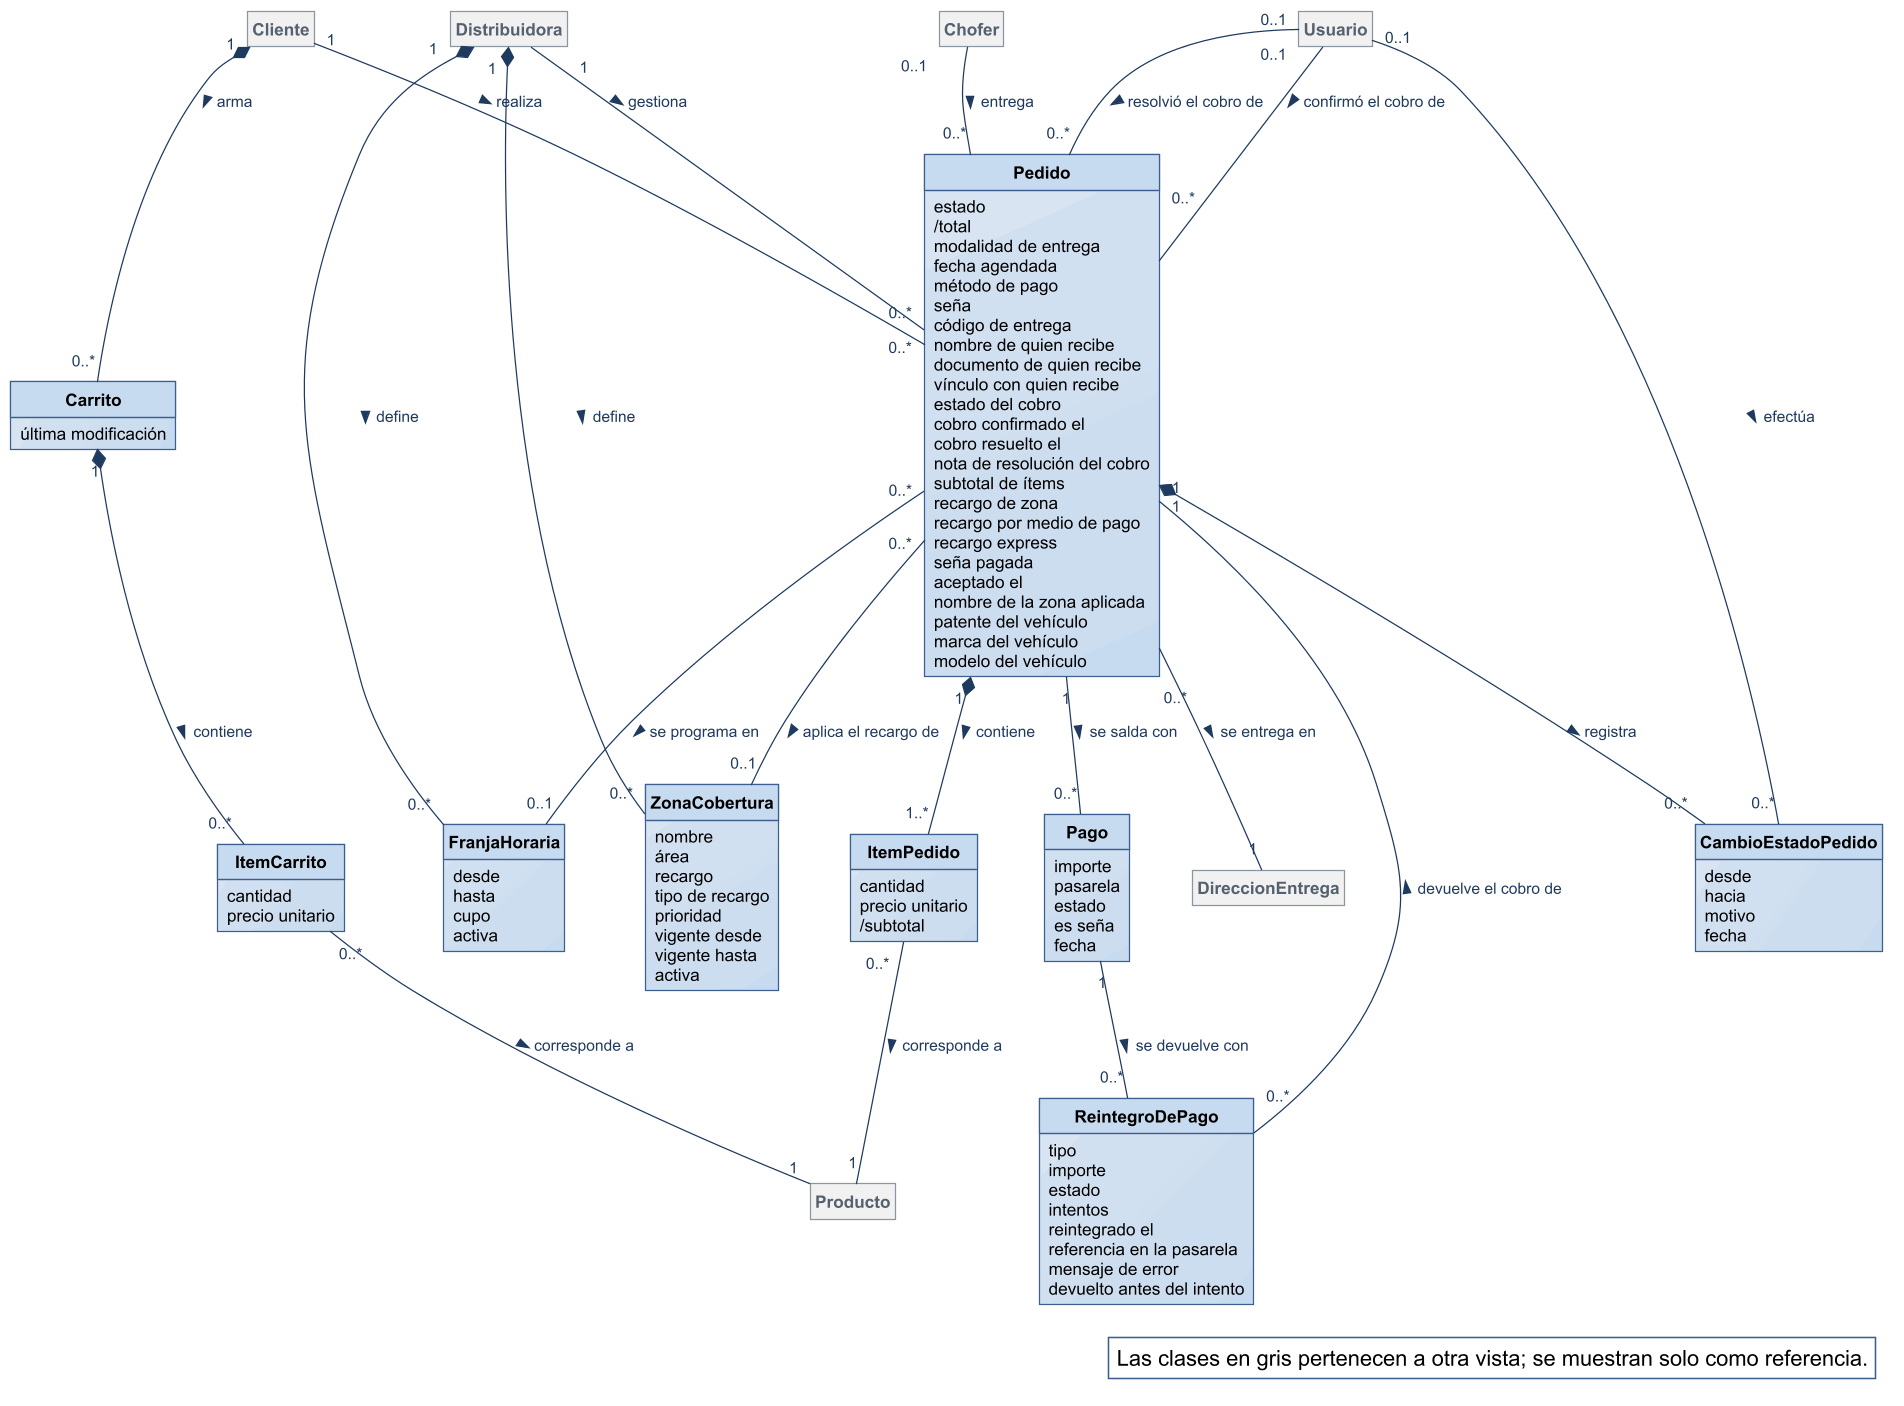 Cliente
Distribuidora
Chofer
Usuario
1
1
1
1
1
0..1
0..1
0..1
0..1
arma
realiza
gestiona
entrega
resolvió el cobro de
confirmó el cobro de
0..*
0..*
0..*
Pedido
estado
/total
modalidad de entrega
fecha agendada
método de pago
seña
código de entrega
nombre de quien recibe
documento de quien recibe
vínculo con quien recibe
estado del cobro
cobro confirmado el
cobro resuelto el
nota de resolución del cobro
subtotal de ítems
recargo de zona
recargo por medio de pago
recargo express
seña pagada
aceptado el
nombre de la zona aplicada
patente del vehículo
marca del vehículo
modelo del vehículo
0..*
0..*
0..*
Carrito
última modificación
1
define
define
efectúa
0..*
0..*
1
1
contiene
se programa en
aplica el recargo de
1
contiene
1
se salda con
0..*
se entrega en
registra
0..*
0..*
0..1
0..*
0..1
1..*
0..*
1
0..*
0..*
ItemCarrito
cantidad
precio unitario
FranjaHoraria
desde
hasta
cupo
activa
ZonaCobertura
nombre
área
recargo
tipo de recargo
prioridad
vigente desde
vigente hasta
activa
ItemPedido
cantidad
precio unitario
/subtotal
Pago
importe
pasarela
estado
es seña
fecha
DireccionEntrega
devuelve el cobro de
CambioEstadoPedido
desde
hacia
motivo
fecha
0..*
0..*
1
corresponde a
corresponde a
se devuelve con
0..*
0..*
1
1
Producto
ReintegroDePago
tipo
importe
estado
intentos
reintegrado el
referencia en la pasarela
mensaje de error
devuelto antes del intento
Las clases en gris pertenecen a otra vista; se muestran solo como referencia.